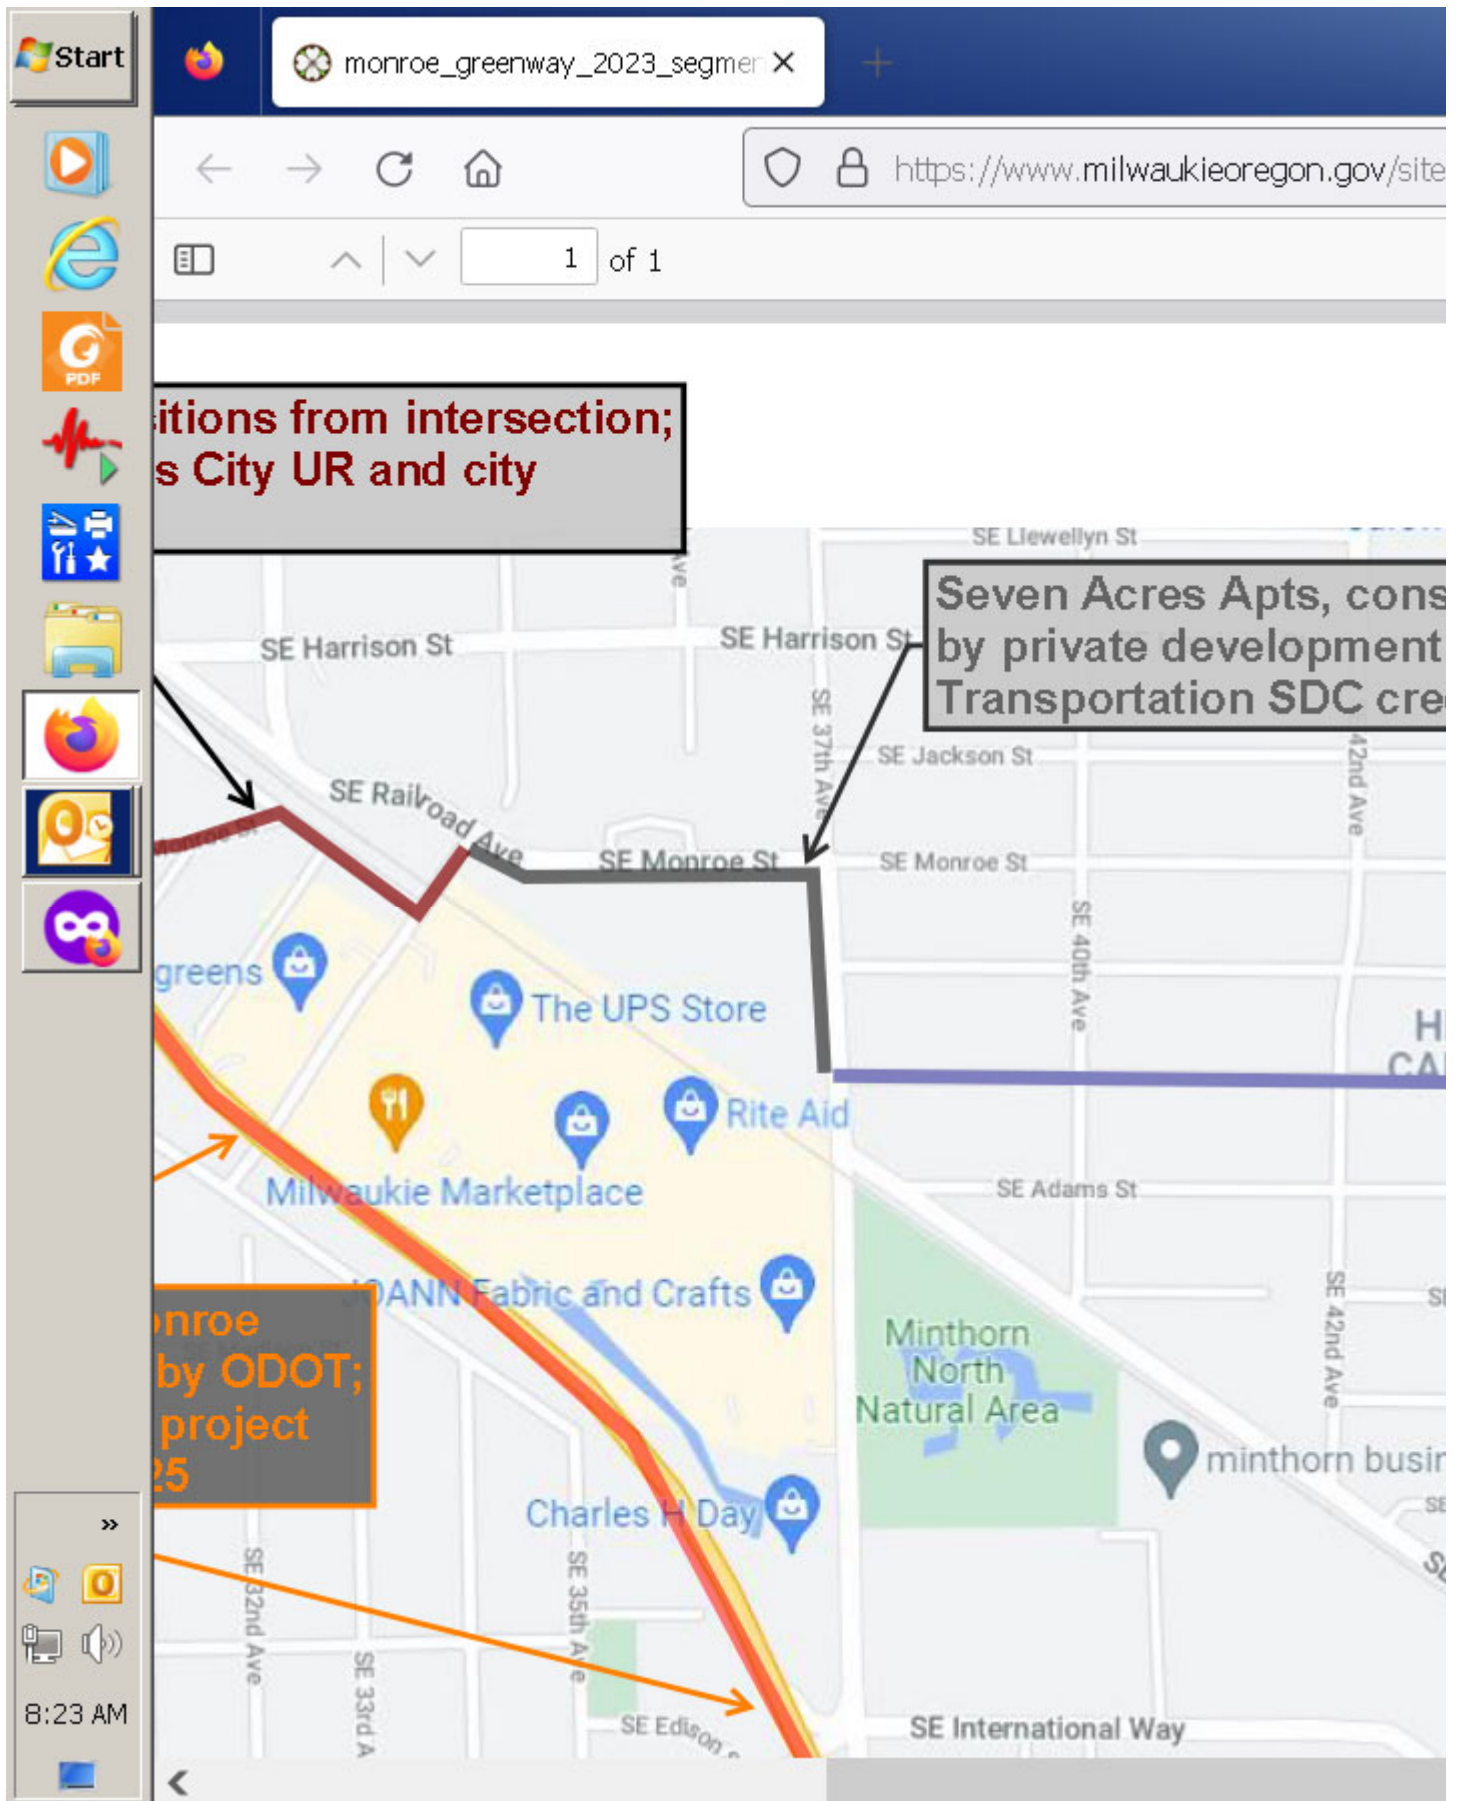 Start
monroe_greenway_2023_segmen
https://www.milwaukieoregon.gov/site
1 of 1
PDF
itions from intersection;
s City UR and city
SE Llewellyn St
Ave
Seven Acres Apts, cons
by private development
Transportation SDC cre
SE Harrison St
SE Harrison St
SE 37th Ave
SE Jackson St
42nd Ave
SE Railroad Ave
Monroe St
SE Monroe St
SE Monroe St
SE 40th Ave
greens
The UPS Store
H
CA
Rite Aid
Milwaukie Marketplace
SE Adams St
JOANN Fabric and Crafts
SE 42nd Ave
S
onroe
by ODOT;
project
25
Minthorn
North
Natural Area
minthorn busin
SE
Charles H Day
SE 32nd Ave
SE 35th Ave
SE 33rd A
SE Edison
SE International Way
8:23 AM